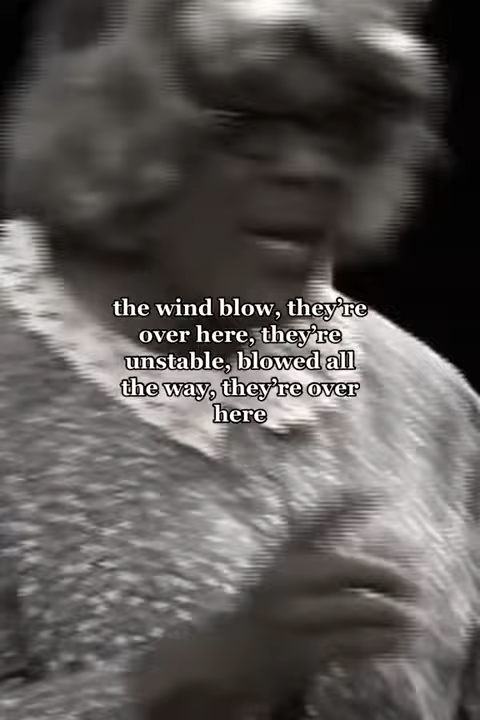 the wind blow, they’re
over here, they’re
unstable, blowed all
the way, they’re over
here